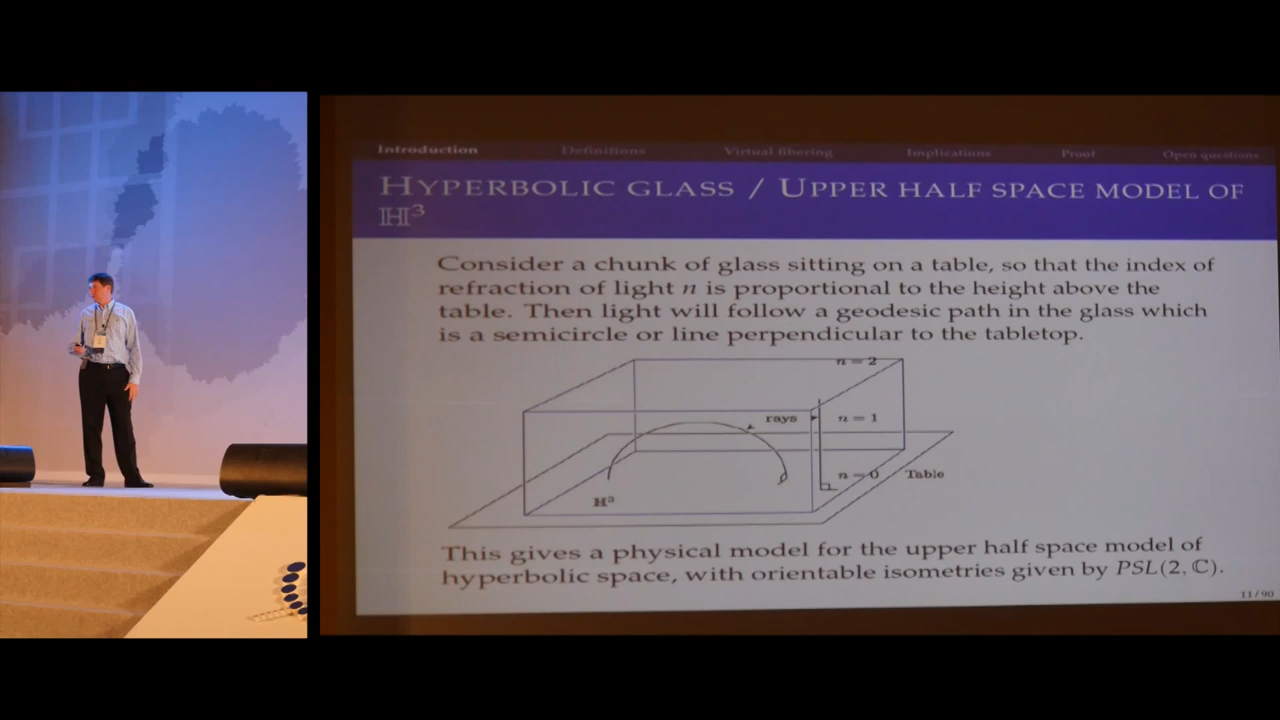 Introduction Definitions Virtual fibering Implications Proof Open questions
HYPERBOLIC GLASS / UPPER HALF SPACE MODEL OF
ℍ³
Consider a chunk of glass sitting on a table, so that the index of
refraction of light n is proportional to the height above the
table. Then light will follow a geodesic path in the glass which
is a semicircle or line perpendicular to the tabletop.
n = 2
rays
n = 1
n = 0
Table
H³
This gives a physical model for the upper half space model of
hyperbolic space, with orientable isometries given by PSL(2, ℂ).
11/90